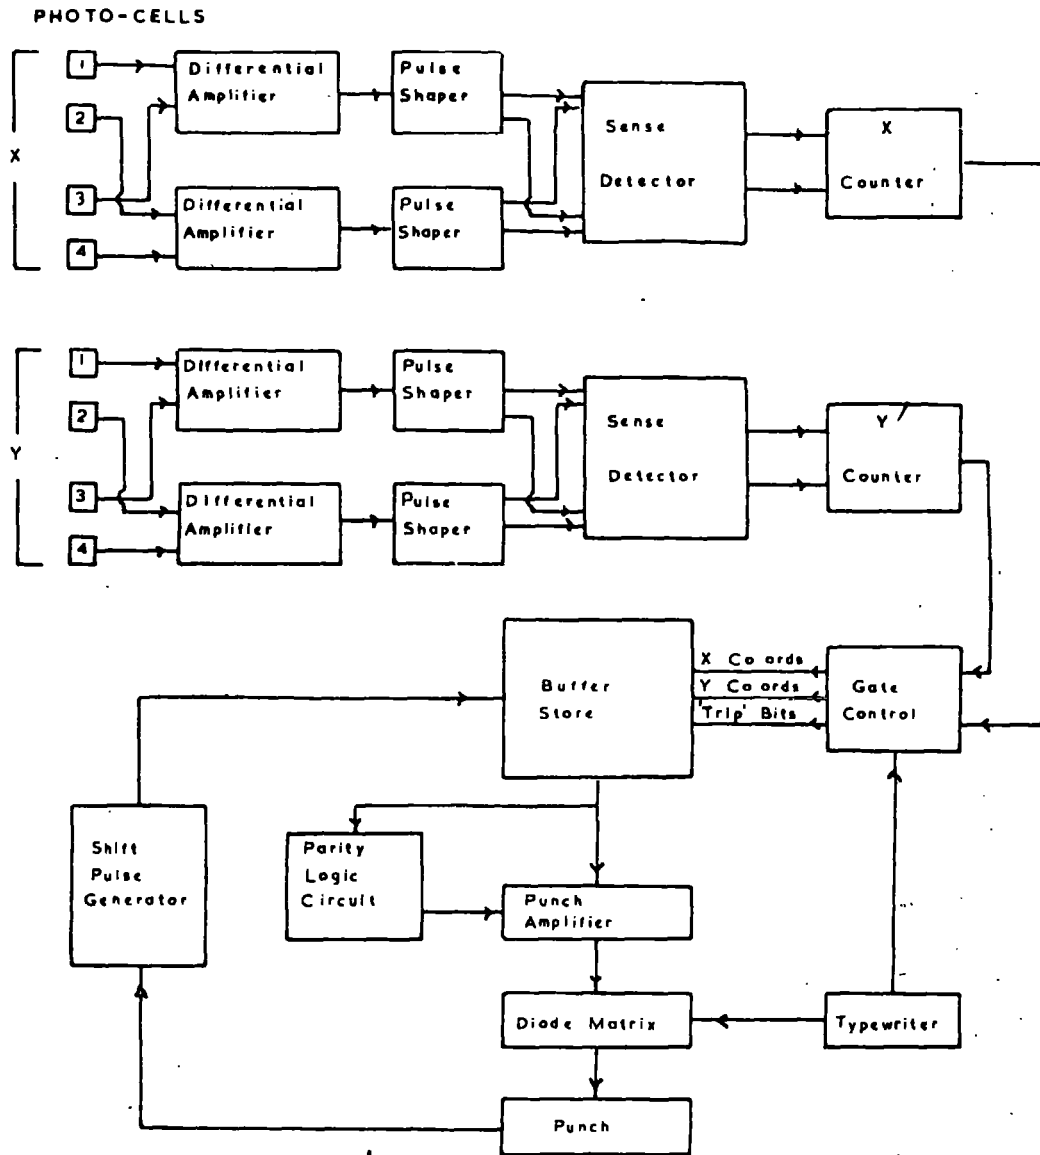 PHOTO-CELLS
X
1
2
3
4
Differential
Amplifier
Differential
Amplifier
Pulse
Shaper
Pulse
Shaper
Sense
Detector
X
Counter
Y
1
2
3
4
Differential
Amplifier
Differential
Amplifier
Pulse
Shaper
Pulse
Shaper
Sense
Detector
Y
Counter
Buffer
Store
X Co ords
Y Co ords
'Trip' Bits
Gate
Control
Shift
Pulse
Generator
Parity
Logic
Circuit
Punch
Amplifier
Diode Matrix
Typewriter
Punch